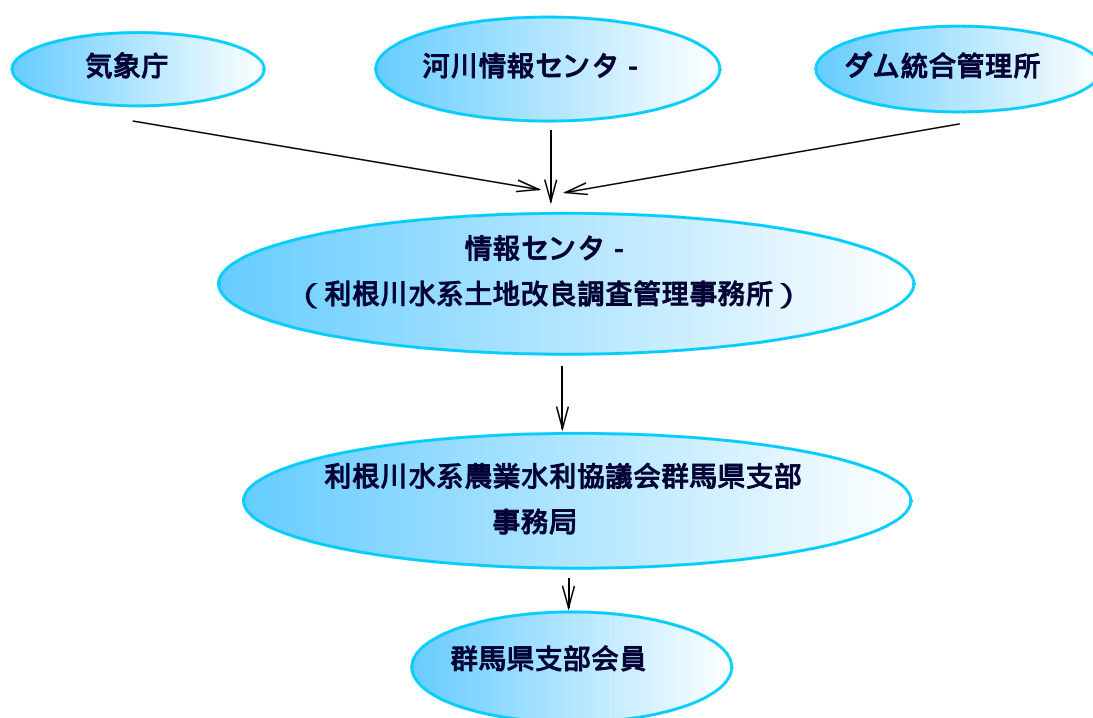 気象庁
河川情報センタ-
ダム統合管理所
情報センタ-
(利根川水系土地改良調査管理事務所)
利根川水系農業水利協議会群馬県支部
事務局
群馬県支部会員